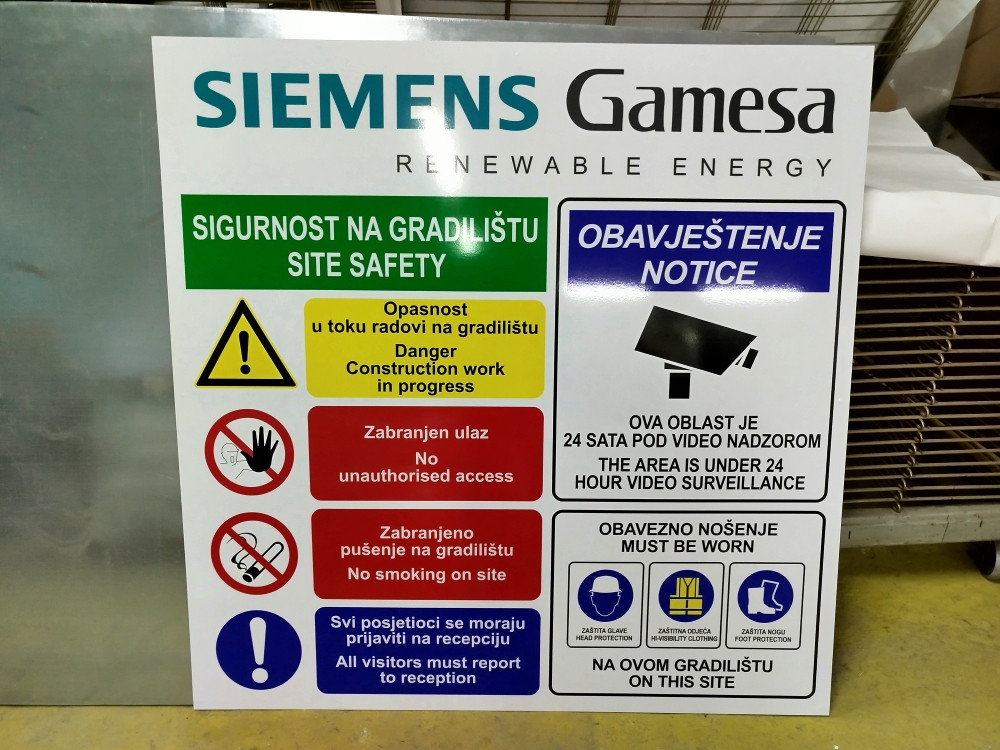 SIEMENS Gamesa
RENEWABLE ENERGY
SIGURNOST NA GRADILIŠTU
SITE SAFETY
Opasnost
u toku radovi na gradilištu
Danger
Construction work
in progress
Zabranjen ulaz
No
unauthorised access
Zabranjeno
pušenje na gradilištu
No smoking on site
Svi posjetioci se moraju
prijaviti na recepciju
All visitors must report
to reception
OBAVJEŠTENJE
NOTICE
OVA OBLAST JE
24 SATA POD VIDEO NADZOROM
THE AREA IS UNDER 24
HOUR VIDEO SURVEILLANCE
OBAVEZNO NOŠENJE
MUST BE WORN
ZAŠTITA GLAVE
HEAD PROTECTION
ZAŠTITNA ODJEĆA
HI-VISIBILITY CLOTHING
ZAŠTITA NOGU
FOOT PROTECTION
NA OVOM GRADILIŠTU
ON THIS SITE